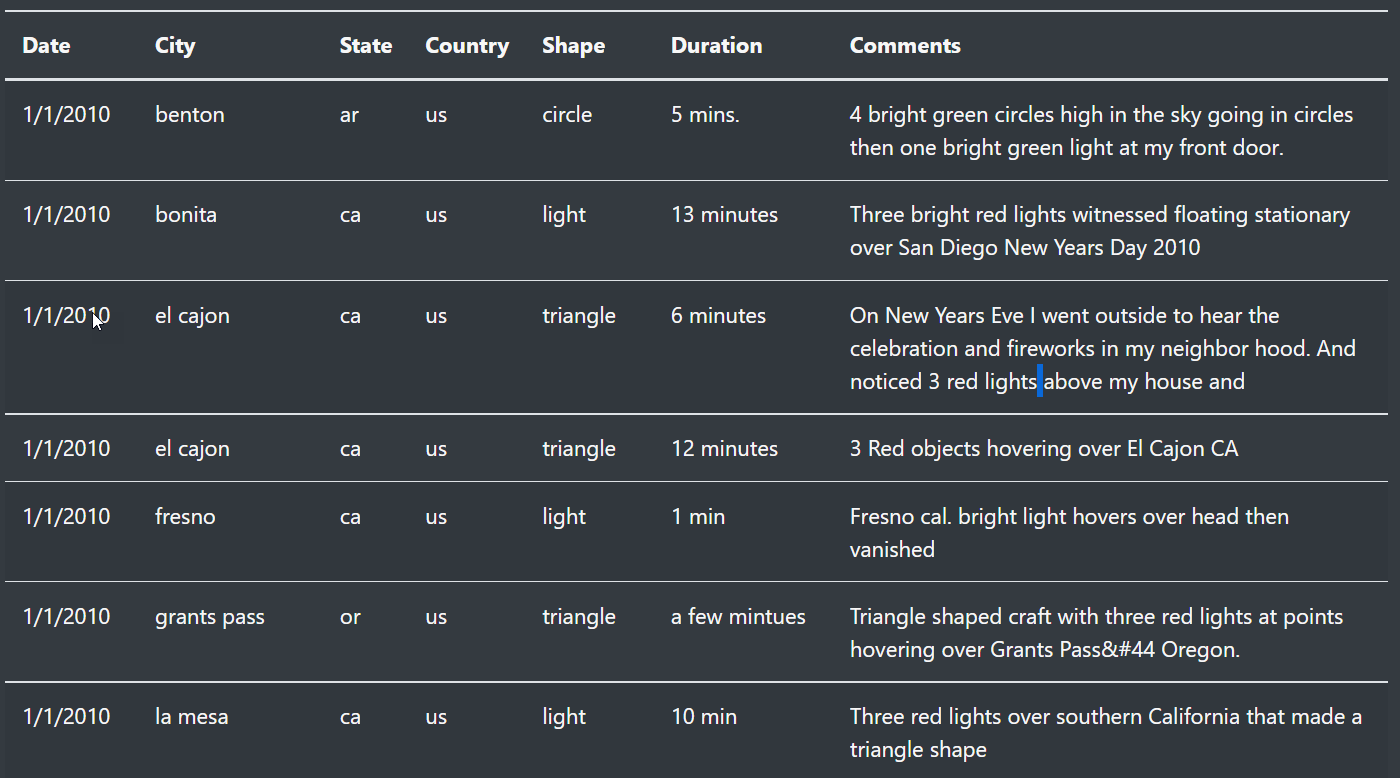 Date City State Country Shape Duration Comments
1/1/2010 benton ar us circle 5 mins. 4 bright green circles high in the sky going in circles
then one bright green light at my front door.
1/1/2010 bonita ca us light 13 minutes Three bright red lights witnessed floating stationary
over San Diego New Years Day 2010
1/1/2010 el cajon ca us triangle 6 minutes On New Years Eve I went outside to hear the
celebration and fireworks in my neighbor hood. And
noticed 3 red lights above my house and
1/1/2010 el cajon ca us triangle 12 minutes 3 Red objects hovering over El Cajon CA
1/1/2010 fresno ca us light 1 min Fresno cal. bright light hovers over head then
vanished
1/1/2010 grants pass or us triangle a few mintues Triangle shaped craft with three red lights at points
hovering over Grants Pass&#44 Oregon.
1/1/2010 la mesa ca us light 10 min Three red lights over southern California that made a
triangle shape